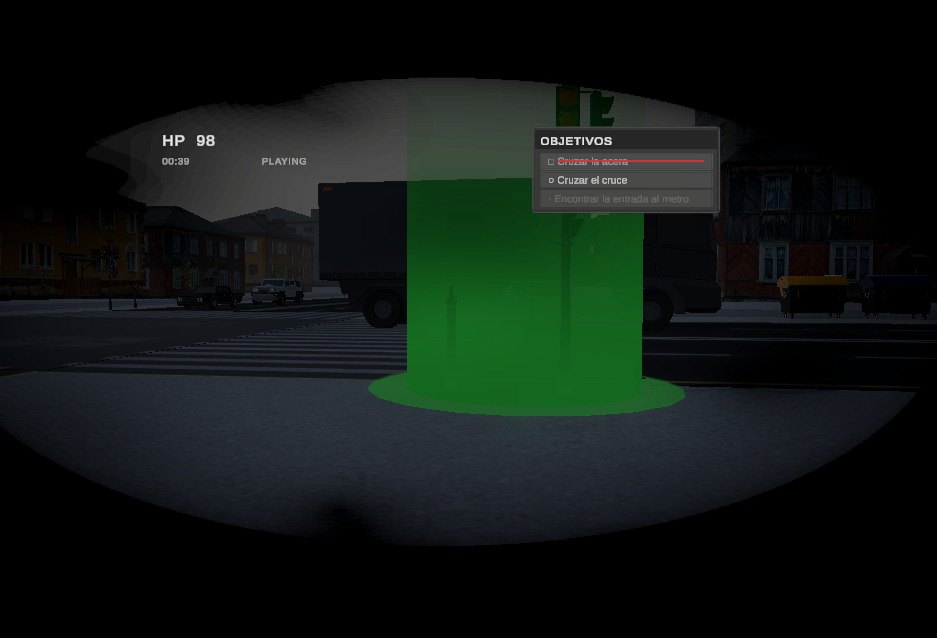 HP 98
00:39 PLAYING
OBJETIVOS
Cruzar la acera
Cruzar el cruce
Encontrar la entrada al metro